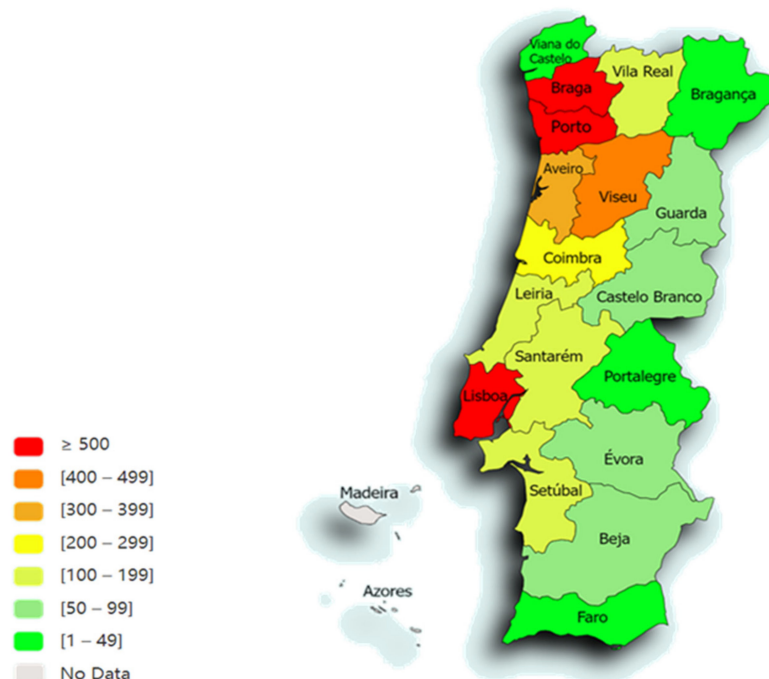 Viana do
Castelo
Braga
Vila Real
Bragança
Porto
Aveiro
Viseu
Guarda
Coimbra
Leiria
Castelo Branco
Santarém
Portalegre
Lisboa
Évora
Setúbal
Beja
Faro
Madeira
Azores
≥ 500
[400 – 499]
[300 – 399]
[200 – 299]
[100 – 199]
[50 – 99]
[1 – 49]
No Data